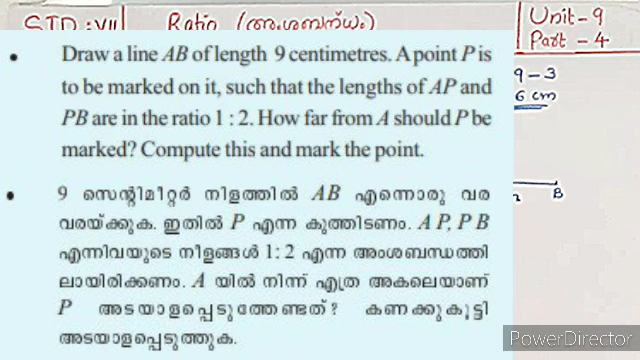 STD : VII Ratio (അംശബന്ധം) Unit-9
Part - 4
• Draw a line AB of length 9 centimetres. A point P is
to be marked on it, such that the lengths of AP and
PB are in the ratio 1 : 2. How far from A should P be
marked? Compute this and mark the point.
9 - 3
6 cm
• 9 സെന്റിമീറ്റർ നീളത്തിൽ AB എന്നൊരു വര
വരയ്ക്കുക. ഇതിൽ P എന്ന കുത്തിടണം. A P, P B
എന്നിവയുടെ നീളങ്ങൾ 1: 2 എന്ന അംശബന്ധത്തി
ലായിരിക്കണം. A യിൽ നിന്ന് എത്ര അകലെയാണ്
P അടയാളപ്പെടുത്തേണ്ടത്? കണക്കുകൂട്ടി
അടയാളപ്പെടുത്തുക.
B
PowerDirector